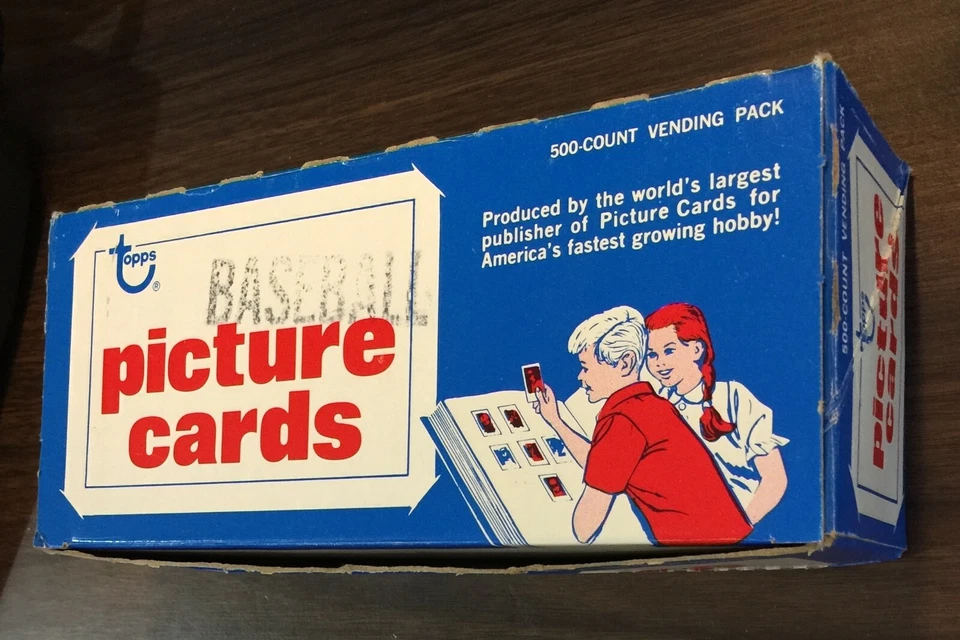 500-COUNT VENDING PACK
Produced by the world's largest
publisher of Picture Cards for
America's fastest growing hobby!
topps®
BASEBALL
picture
cards
500-COUNT VENDING PACK
topps
picture
cards